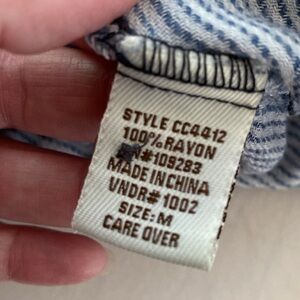 STYLE CC4412
100% RAYON
N#109283
MADE IN CHINA
VNDR# 1002
SIZE: M
CARE OVER